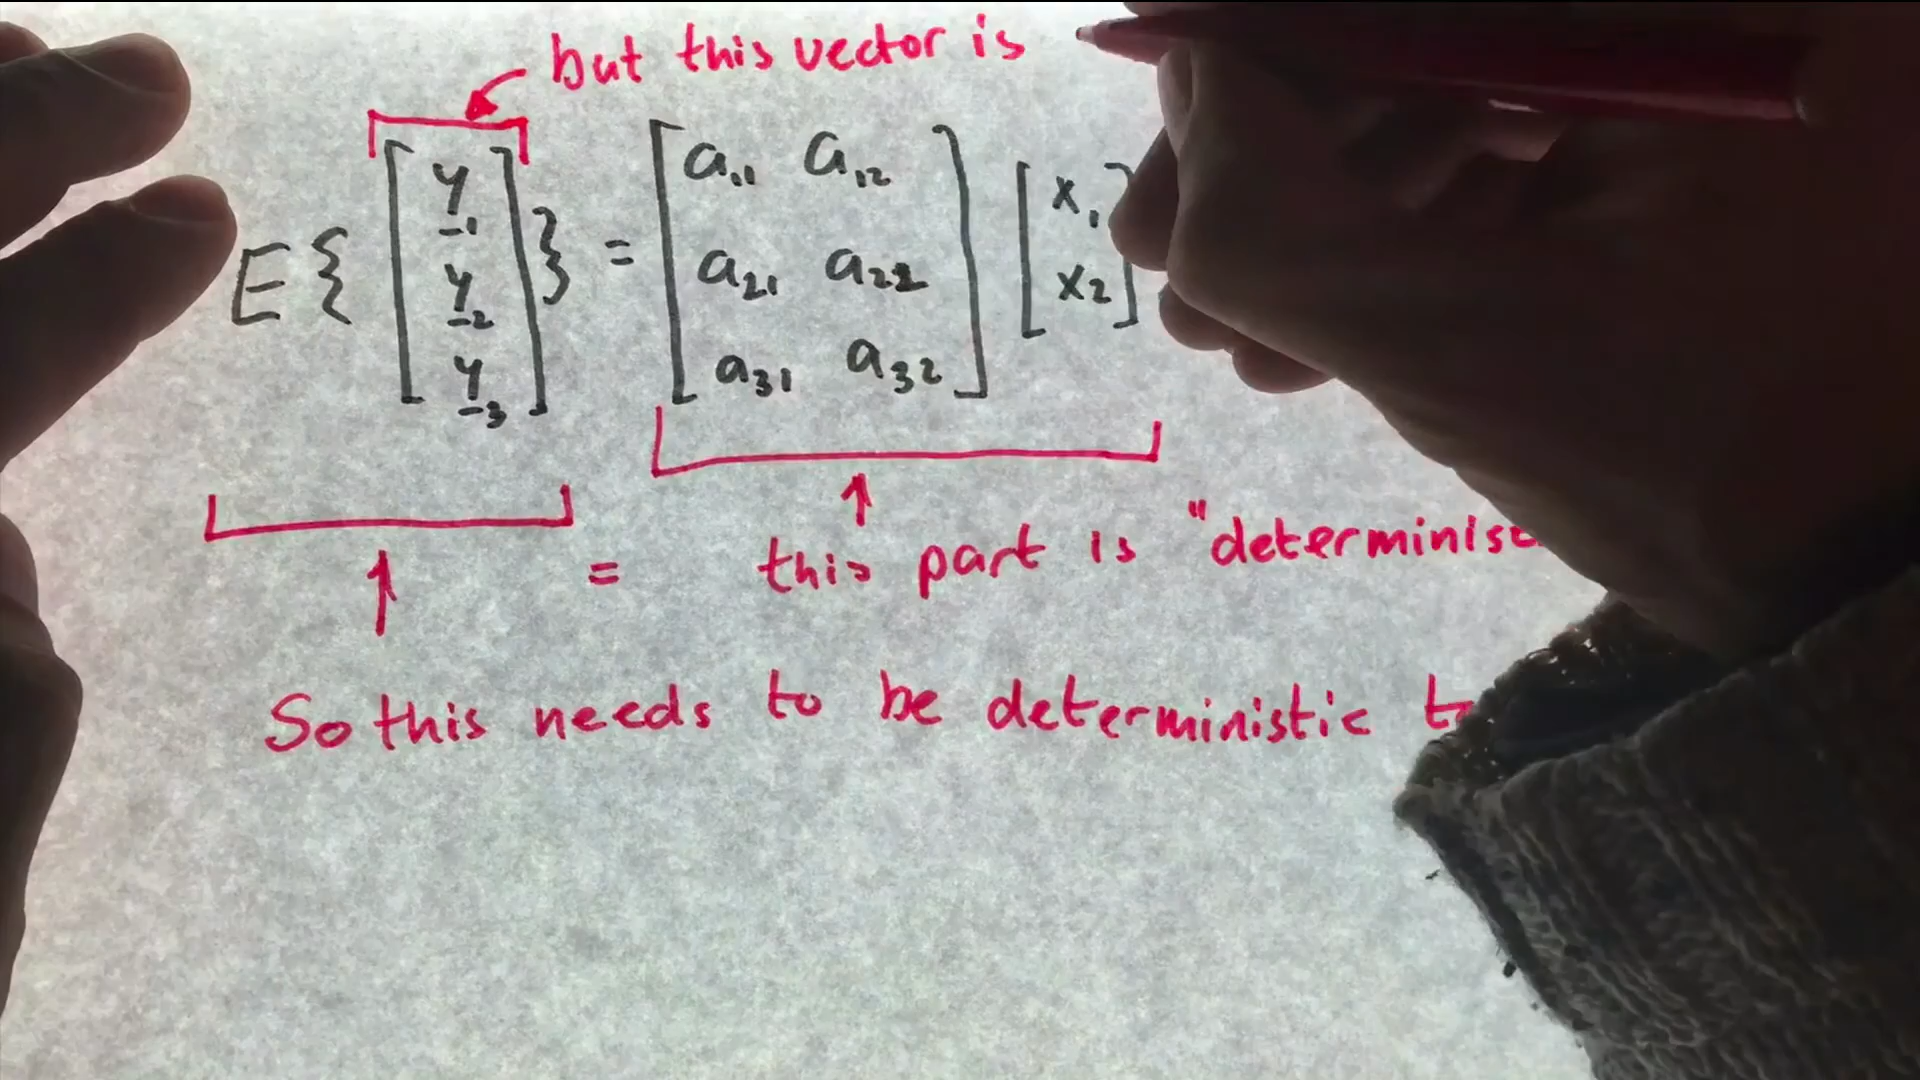 but this vector is
E{ [ y1 y2 y3 ] } = [ a11 a12 a21 a22 a31 a32 ] [ x1 x2 ]
= this part is "determinist
So this needs to be deterministic